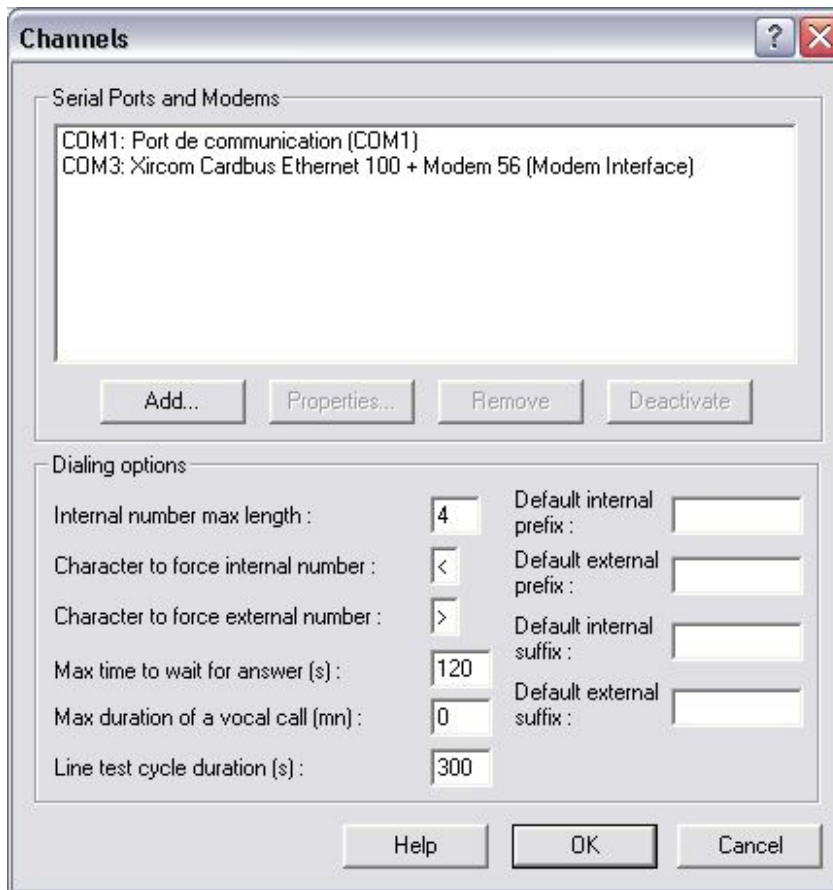 Channels
Serial Ports and Modems
COM1: Port de communication (COM1)
COM3: Xircom Cardbus Ethernet 100 + Modem 56 (Modem Interface)
Add...
Properties...
Remove
Deactivate
Dialing options
Internal number max length : 4
Character to force internal number : <
Character to force external number : >
Max time to wait for answer (s) : 120
Max duration of a vocal call (mn) : 0
Line test cycle duration (s) : 300
Default internal
prefix :
Default external
prefix :
Default internal
suffix :
Default external
suffix :
Help
OK
Cancel